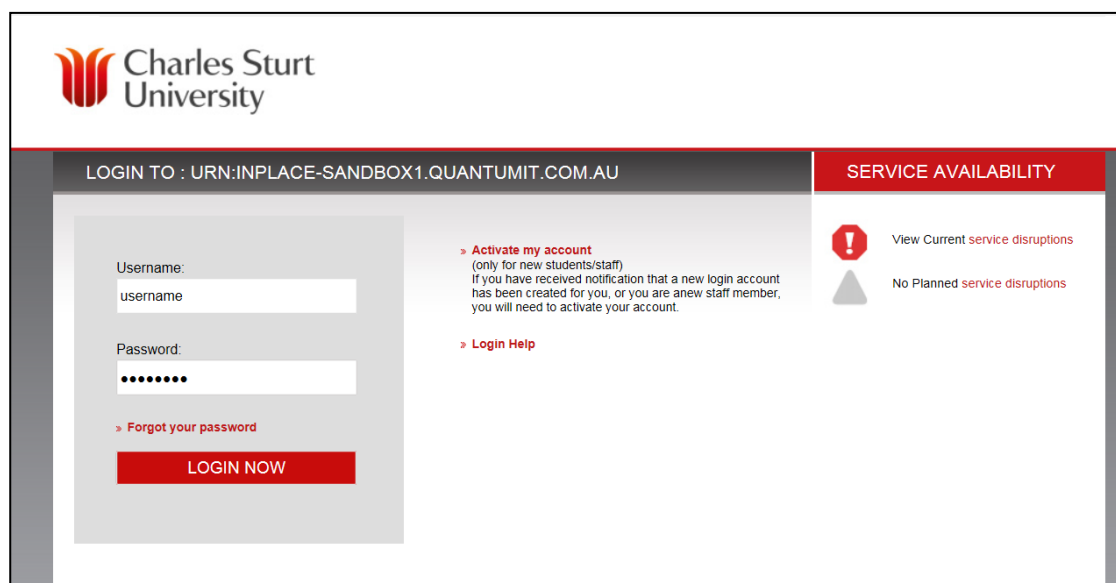 Charles Sturt
University
LOGIN TO : URN:INPLACE-SANDBOX1.QUANTUMIT.COM.AU
Username:
username
Password:
••••••••
» Forgot your password
LOGIN NOW
» Activate my account
(only for new students/staff)
If you have received notification that a new login account
has been created for you, or you are anew staff member,
you will need to activate your account.
» Login Help
SERVICE AVAILABILITY
! View Current service disruptions
No Planned service disruptions